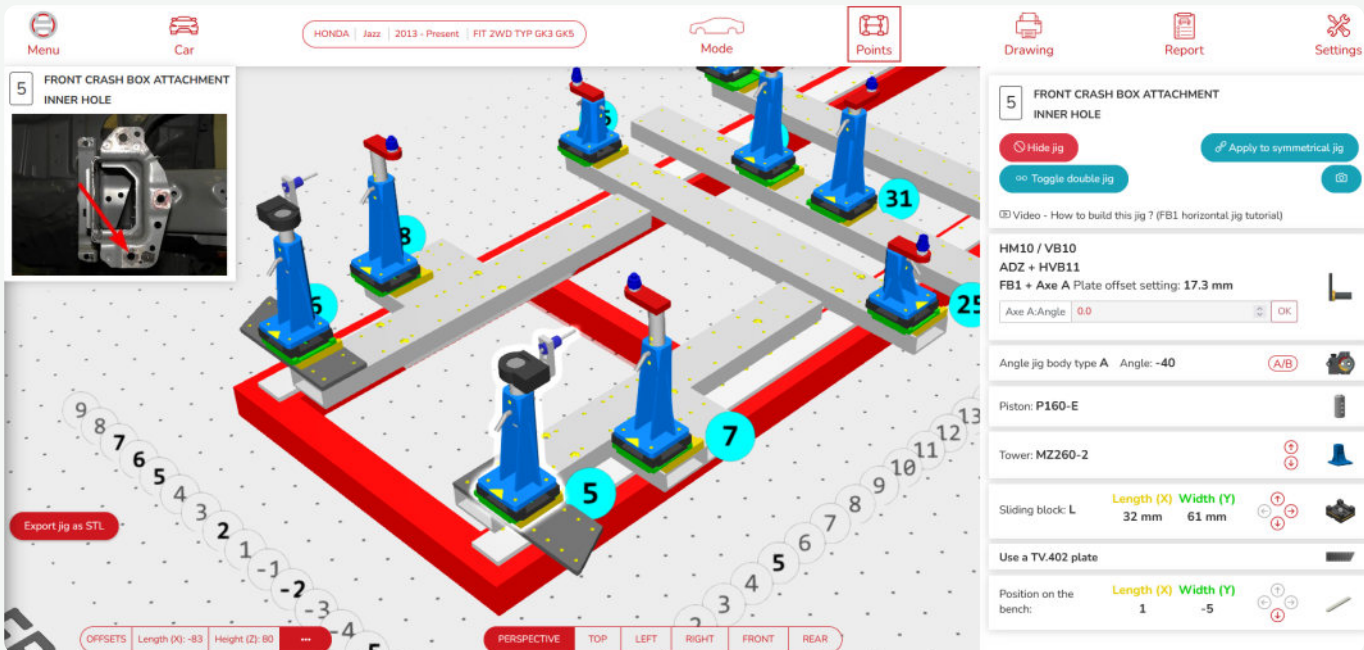 Menu
Car
HONDA | Jazz | 2013 - Present | FIT 2WD TYP GK3 GK5
Mode
Points
Drawing
Report
Settings
5 FRONT CRASH BOX ATTACHMENT
INNER HOLE
6
8
5
31
25
7
5
9
8
7
6
5
4
3
2
1
-1
-2
-3
-4
2
3
4
5
6
7
8
9
10
11
12
13
Export jig as STL
OFFSETS Length (X): -83 Height (Z): 80 ...
PERSPECTIVE TOP LEFT RIGHT FRONT REAR
5 FRONT CRASH BOX ATTACHMENT
INNER HOLE
Hide jig
Apply to symmetrical jig
Toggle double jig
Video - How to build this jig ? (FB1 horizontal jig tutorial)
HM10 / VB10
ADZ + HVB11
FB1 + Axe A Plate offset setting: 17.3 mm
Axe A:Angle 0.0 OK
Angle jig body type A Angle: -40 (A/B)
Piston: P160-E
Tower: MZ260-2
Length (X) Width (Y)
Sliding block: L 32 mm 61 mm
Use a TV.402 plate
Position on the bench: Length (X) Width (Y)
1 -5